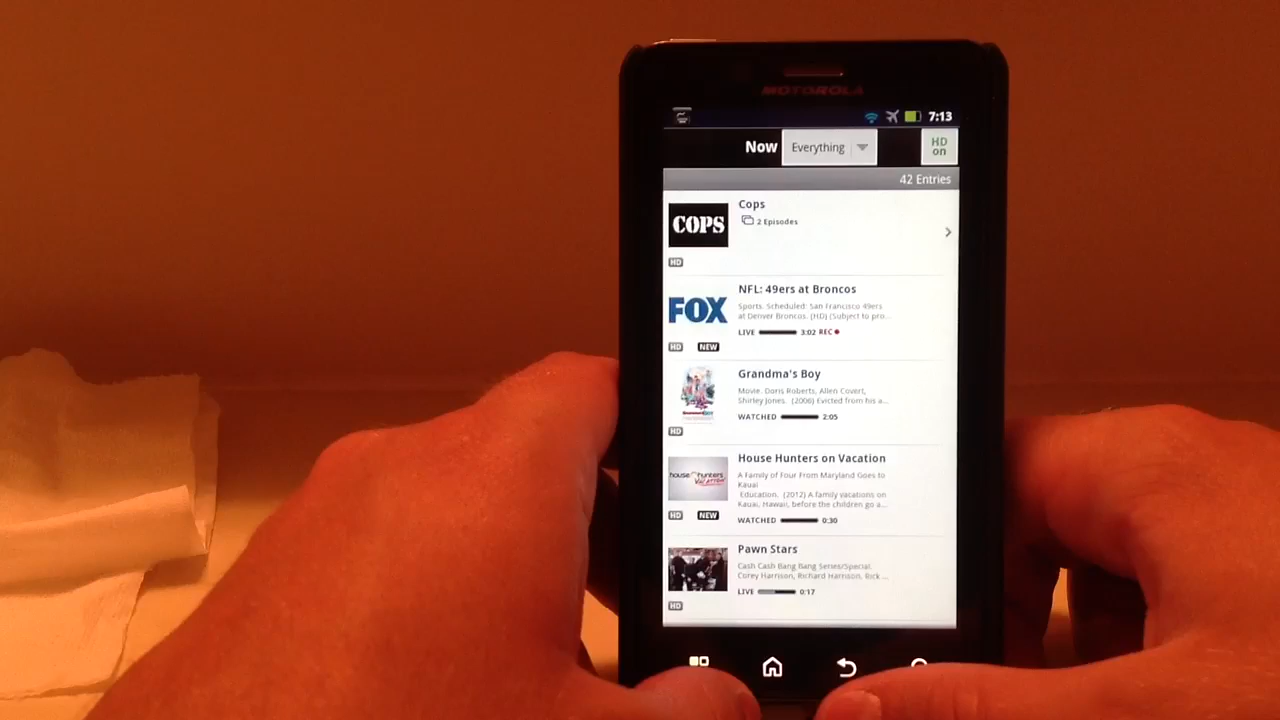 MOTOROLA
7:13
Now
Everything
HD
on
42 Entries
COPS
Cops
2 Episodes
HD
FOX
NFL: 49ers at Broncos
Sports. Scheduled: San Francisco 49ers
at Denver Broncos. (HD) (Subject to pro...
LIVE 3:02 REC
HD NEW
Grandma's Boy
Movie. Doris Roberts, Allen Covert,
Shirley Jones. (2006) Evicted from his a...
WATCHED 2:05
HD
house hunters
VACATION
House Hunters on Vacation
A Family of Four From Maryland Goes to
Kauai
Education. (2012) A family vacations on
Kauai, Hawaii, before the children go a...
WATCHED 0:30
HD NEW
Pawn Stars
Cash Cash Bang Bang Series/Special.
Corey Harrison, Richard Harrison, Rick ...
LIVE 0:17
HD